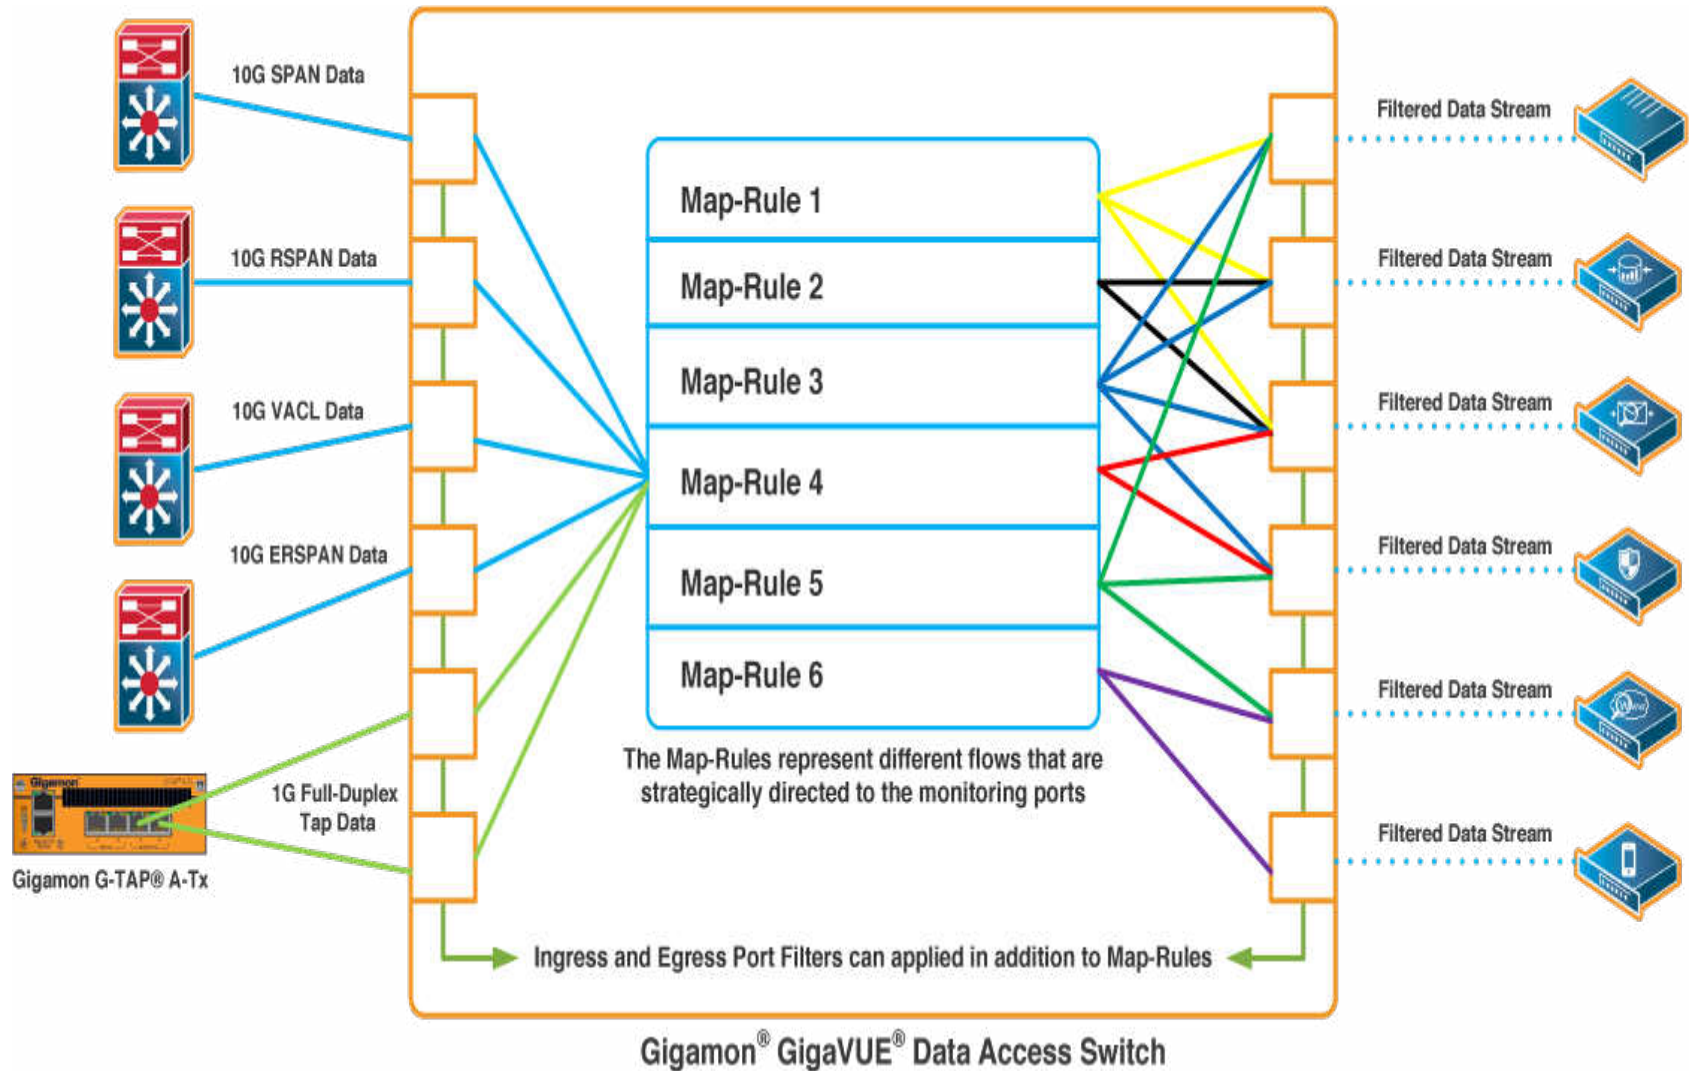 10G SPAN Data
10G RSPAN Data
10G VACL Data
10G ERSPAN Data
1G Full-Duplex
Tap Data
Gigamon
Gigamon G-TAP® A-Tx
Map-Rule 1
Map-Rule 2
Map-Rule 3
Map-Rule 4
Map-Rule 5
Map-Rule 6
The Map-Rules represent different flows that are
strategically directed to the monitoring ports
Ingress and Egress Port Filters can applied in addition to Map-Rules
Filtered Data Stream
Filtered Data Stream
Filtered Data Stream
Filtered Data Stream
Filtered Data Stream
Filtered Data Stream
Gigamon® GigaVUE® Data Access Switch